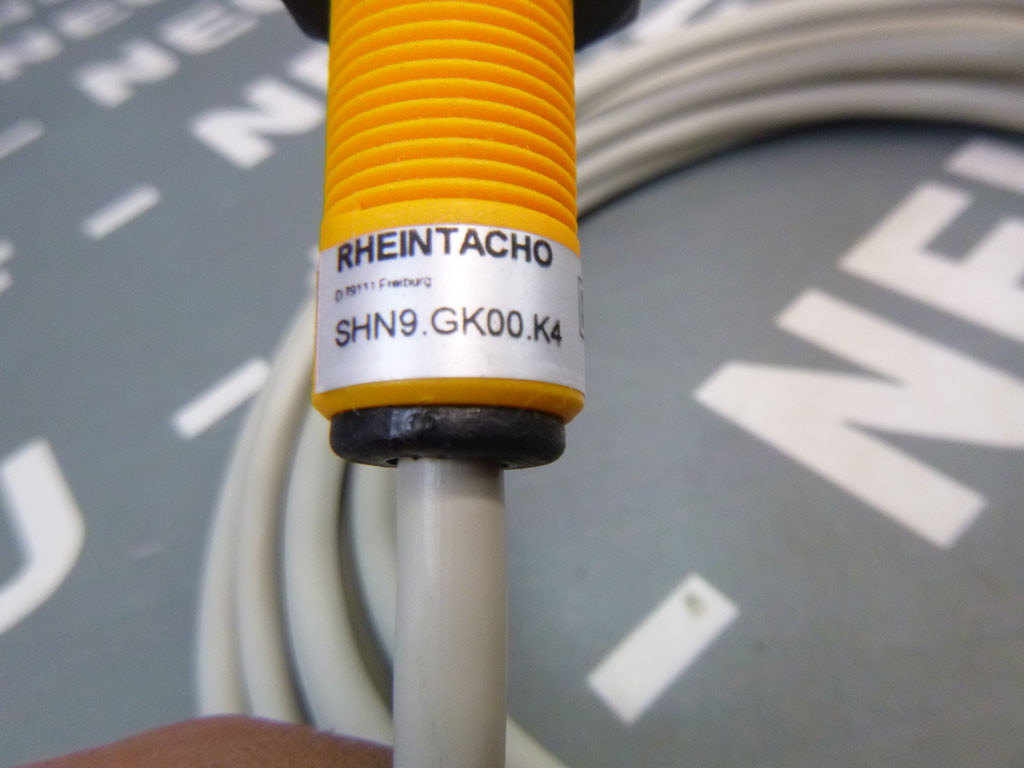 RHEINTACHO
D 79111 Freiburg
SHN9.GK00.K4